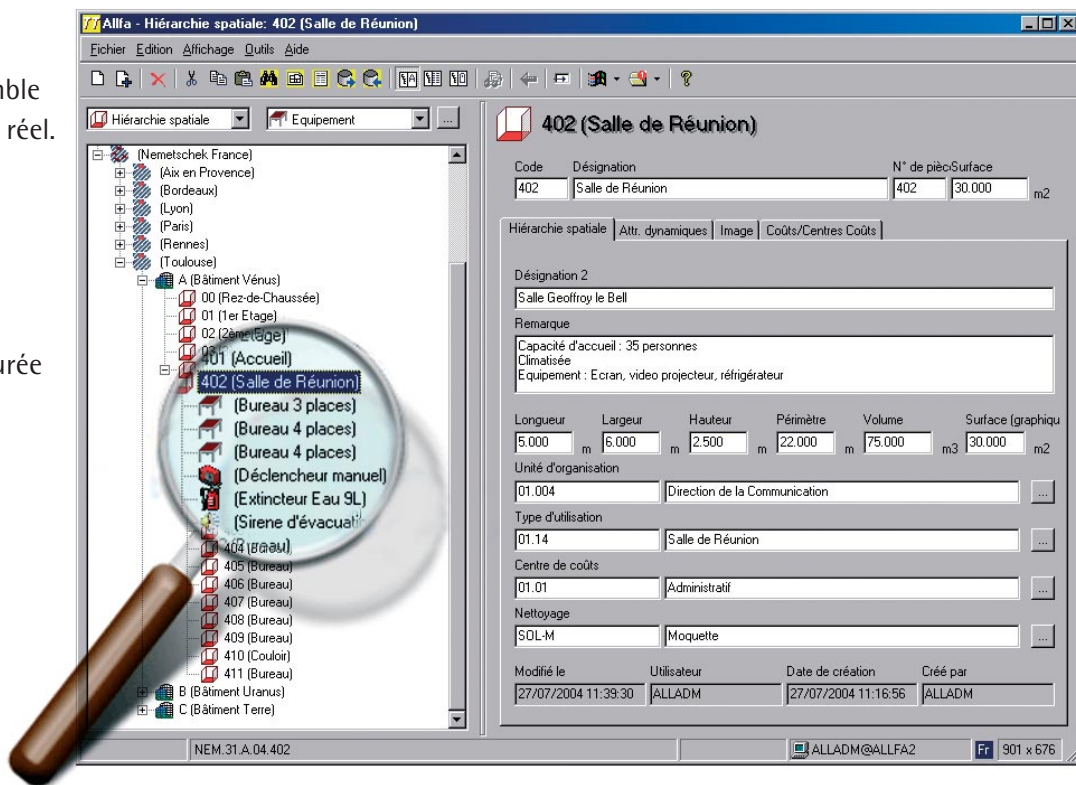 nble
réel.
urée
Allfa - Hiérarchie spatiale: 402 (Salle de Réunion)
Fichier Edition Affichage Outils Aide
Hiérarchie spatiale Equipement ...
(Nemetschek France)
(Aix en Provence)
(Bordeaux)
(Lyon)
(Paris)
(Rennes)
(Toulouse)
A (Bâtiment Vénus)
00 (Rez-de-Chaussée)
01 (1er Etage)
02 (2ème Etage)
401 (Accueil)
402 (Salle de Réunion)
(Bureau 3 places)
(Bureau 4 places)
(Bureau 4 places)
(Déclencheur manuel)
(Extincteur Eau 9L)
(Sirene d'évacuati
404 (Bureau)
405 (Bureau)
406 (Bureau)
407 (Bureau)
408 (Bureau)
409 (Bureau)
410 (Couloir)
411 (Bureau)
B (Bâtiment Uranus)
C (Bâtiment Terre)
402 (Salle de Réunion)
Code Désignation N° de pièc Surface
402 Salle de Réunion 402 30.000 m2
Hiérarchie spatiale Attr. dynamiques Image Coûts/Centres Coûts
Désignation 2
Salle Geoffroy le Bell
Remarque
Capacité d'accueil : 35 personnes
Climatisée
Equipement : Ecran, video projecteur, réfrigérateur
Longueur Largeur Hauteur Périmètre Volume Surface (graphiqu
5.000 m 6.000 m 2.500 m 22.000 m 75.000 m3 30.000 m2
Unité d'organisation
01.004 Direction de la Communication ...
Type d'utilisation
01.14 Salle de Réunion ...
Centre de coûts
01.01 Administratif ...
Nettoyage
SOL-M Moquette ...
Modifié le Utilisateur Date de création Créé par
27/07/2004 11:39:30 ALLADM 27/07/2004 11:16:56 ALLADM
NEM.31.A.04.402 ALLADM@ALLFA2 Fr 901 x 676